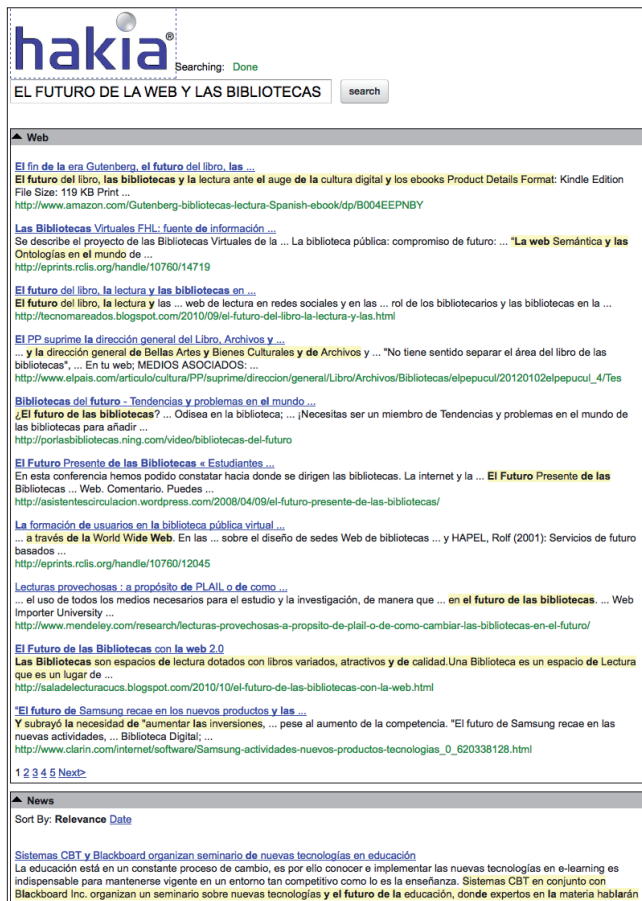 hakia®
Searching: Done
EL FUTURO DE LA WEB Y LAS BIBLIOTECAS
search
Web
El fin de la era Gutenberg, el futuro del libro, las ...
El futuro del libro, las bibliotecas y la lectura ante el auge de la cultura digital y los ebooks Product Details Format: Kindle Edition
File Size: 119 KB Print ...
http://www.amazon.com/Gutenberg-bibliotecas-lectura-Spanish-ebook/dp/B004EEPNBY
Las Bibliotecas Virtuales FHL: fuente de información ...
Se describe el proyecto de las Bibliotecas Virtuales de la ... La biblioteca pública: compromiso de futuro: ... "La web Semántica y las
Ontologías en el mundo de ...
http://eprints.rclis.org/handle/10760/14719
El futuro del libro, la lectura y las bibliotecas en ...
El futuro del libro, la lectura y las ... web de lectura en redes sociales y en las ... rol de los bibliotecarios y las bibliotecas en la ...
http://tecnomareados.blogspot.com/2010/09/el-futuro-del-libro-la-lectura-y-las.html
El PP suprime la dirección general del Libro, Archivos y ...
... y la dirección general de Bellas Artes y Bienes Culturales y de Archivos y ... "No tiene sentido separar el área del libro de las
bibliotecas", ... En tu web; MEDIOS ASOCIADOS: ...
http://www.elpais.com/articulo/cultura/PP/suprime/direccion/general/Libro/Archivos/Bibliotecas/elpepucul/20120102elpepucul_4/Tes
Bibliotecas del futuro - Tendencias y problemas en el mundo ...
¿El futuro de las bibliotecas? ... Odisea en la biblioteca; ... ¡Necesitas ser un miembro de Tendencias y problemas en el mundo de
las bibliotecas para añadir ...
http://porlasbibliotecas.ning.com/video/bibliotecas-del-futuro
El Futuro Presente de las Bibliotecas « Estudiantes ...
En esta conferencia hemos podido constatar hacia donde se dirigen las bibliotecas. La internet y la ... El Futuro Presente de las
Bibliotecas ... Web. Comentario. Puedes ...
http://asistentescirculacion.wordpress.com/2008/04/09/el-futuro-presente-de-las-bibliotecas/
La formación de usuarios en la biblioteca pública virtual ...
... a través de la World Wide Web. En las ... sobre el diseño de sedes Web de bibliotecas ... y HAPEL, Rolf (2001): Servicios de futuro
basados ...
http://eprints.rclis.org/handle/10760/12045
Lecturas provechosas : a propósito de PLAIL o de como ...
... el uso de todos los medios necesarios para el estudio y la investigación, de manera que ... en el futuro de las bibliotecas. ... Web
Importer University ...
http://www.mendeley.com/research/lecturas-provechosas-a-propsito-de-plail-o-de-como-cambiar-las-bibliotecas-en-el-futuro/
El Futuro de las Bibliotecas con la web 2.0
Las Bibliotecas son espacios de lectura dotados con libros variados, atractivos y de calidad.Una Biblioteca es un espacio de Lectura
que es un lugar de ...
http://saladelecturacucs.blogspot.com/2010/10/el-futuro-de-las-bibliotecas-con-la-web.html
"El futuro de Samsung recae en los nuevos productos y las ...
Y subrayó la necesidad de "aumentar las inversiones, ... pese al aumento de la competencia. "El futuro de Samsung recae en las
nuevas actividades, ... Biblioteca Digital; ...
http://www.clarin.com/internet/software/Samsung-actividades-nuevos-productos-tecnologias_0_620338128.html
1 2 3 4 5 Next>
News
Sort By: Relevance Date
Sistemas CBT y Blackboard organizan seminario de nuevas tecnologías en educación
La educación está en un constante proceso de cambio, es por ello conocer e implementar las nuevas tecnologías en e-learning es
indispensable para mantenerse vigente en un entorno tan competitivo como lo es la enseñanza. Sistemas CBT en conjunto con
Blackboard Inc. organizan un seminario sobre nuevas tecnologías y el futuro de la educación, donde expertos en la materia hablarán